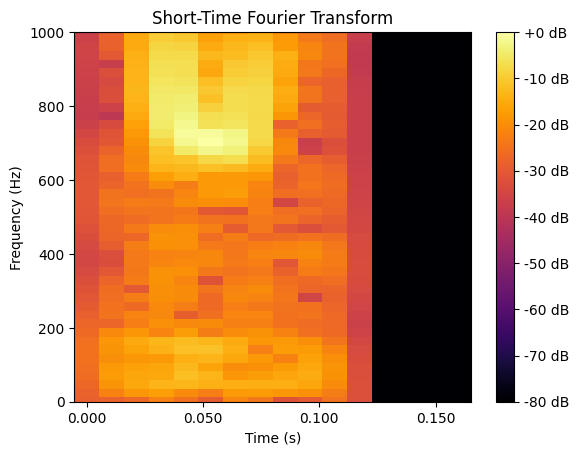 Short-Time Fourier Transform
1000
800
600
400
200
0
Frequency (Hz)
0.000
0.050
0.100
0.150
Time (s)
+0 dB
-10 dB
-20 dB
-30 dB
-40 dB
-50 dB
-60 dB
-70 dB
-80 dB